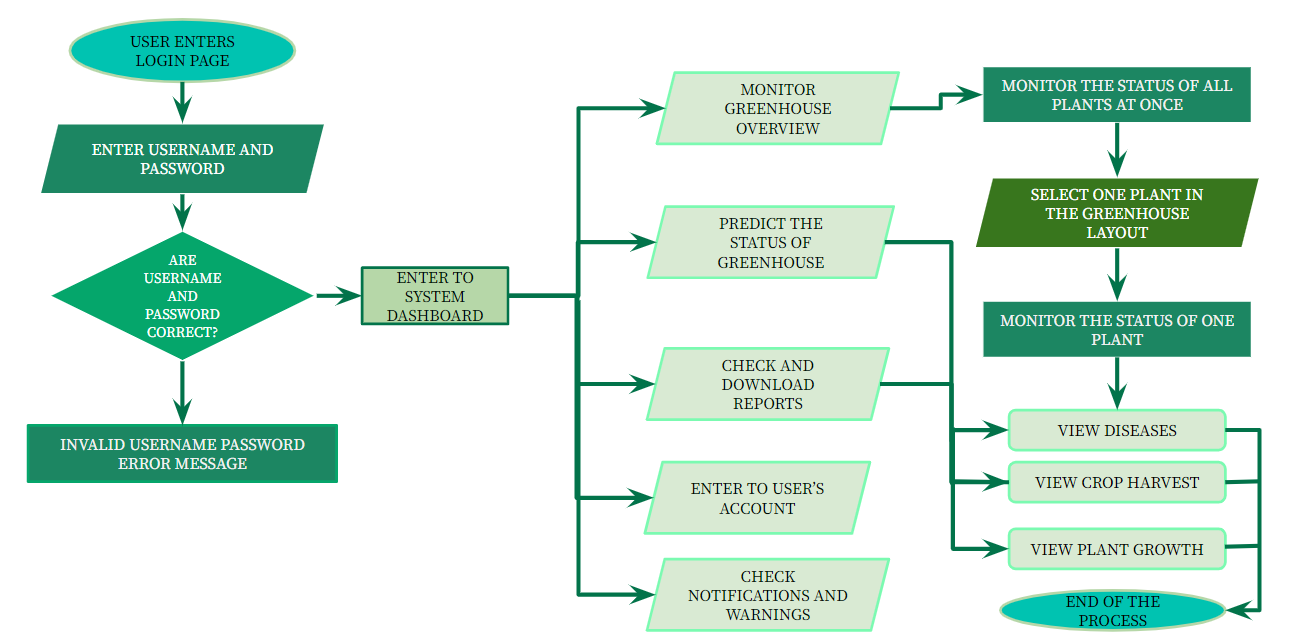 USER ENTERS
LOGIN PAGE
ENTER USERNAME AND
PASSWORD
ARE
USERNAME
AND
PASSWORD
CORRECT?
INVALID USERNAME PASSWORD
ERROR MESSAGE
ENTER TO
SYSTEM
DASHBOARD
MONITOR
GREENHOUSE
OVERVIEW
PREDICT THE
STATUS OF
GREENHOUSE
CHECK AND
DOWNLOAD
REPORTS
ENTER TO USER’S
ACCOUNT
CHECK
NOTIFICATIONS AND
WARNINGS
MONITOR THE STATUS OF ALL
PLANTS AT ONCE
SELECT ONE PLANT IN
THE GREENHOUSE
LAYOUT
MONITOR THE STATUS OF ONE
PLANT
VIEW DISEASES
VIEW CROP HARVEST
VIEW PLANT GROWTH
END OF THE
PROCESS